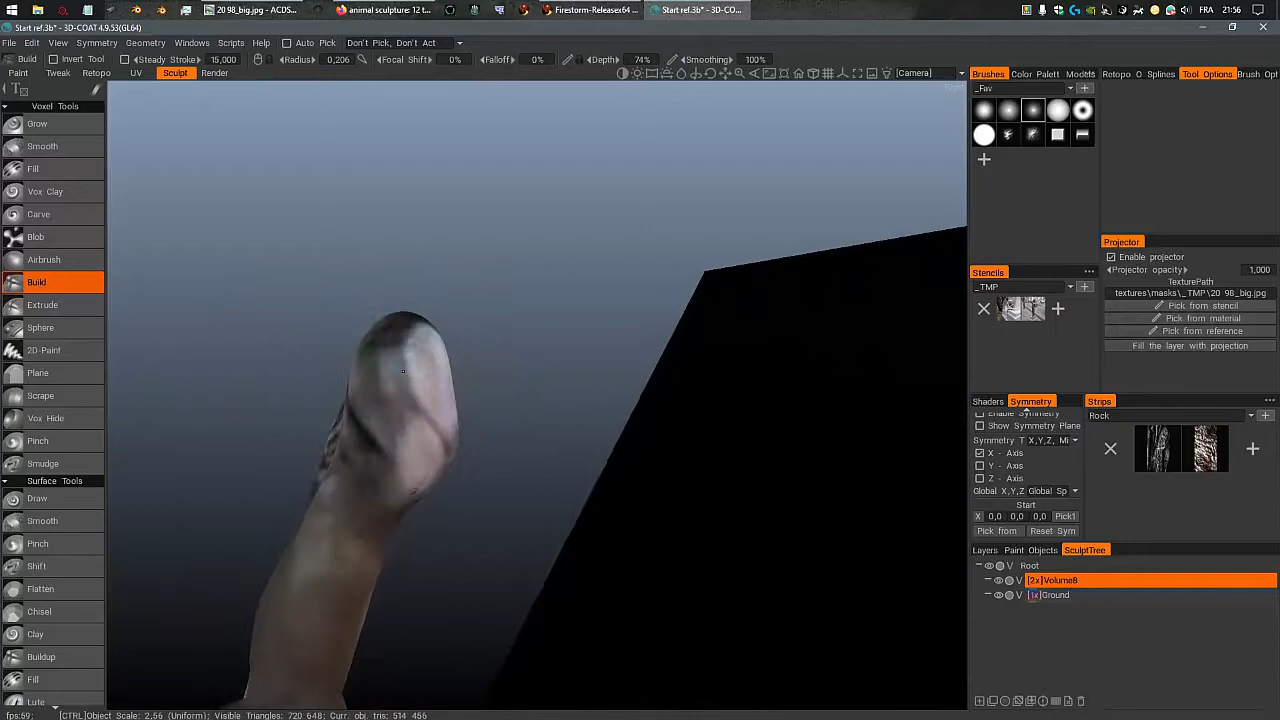 20 98_big.jpg - ACDS...
animal sculpture: 12 t...
Firestorm-Releasex64 ...
Start ref.3b* - 3D-CO...
FRA
21:56
Start ref.3b* - 3D-COAT 4.9.53(GL64)
File Edit View Symmetry Geometry Windows Scripts Help Auto Pick Don't Pick, Don't Act
Build Invert Tool Steady Stroke 15,000 Radius 0,206 Focal Shift 0% Falloff 0% Depth 74% Smoothing 100%
Paint Tweak Retopo UV Sculpt Render [Camera]
Voxel Tools
Grow
Smooth
Fill
Vox Clay
Carve
Blob
Airbrush
Build
Extrude
Sphere
2D-Paint
Plane
Scrape
Vox Hide
Pinch
Smudge
Surface Tools
Draw
Smooth
Pinch
Shift
Flatten
Chisel
Clay
Buildup
Fill
Lute
Brushes Color Palett Models
_Fav
Stencils
_TMP
Shaders Symmetry
Enable Symmetry
Show Symmetry Plane
Symmetry T X,Y,Z, Mi
X - Axis
Y - Axis
Z - Axis
Global X,Y,Z Global Sp
Start
X 0,0 0,0 0,0 Pick1
Pick from Reset Sym
Layers Paint Objects SculptTree
V Root
V [2x]Volume8
V [1x]Ground
Retopo O Splines Tool Options Brush Opt
Projector
Enable projector
Projector opacity 1,000
TexturePath
textures\masks\_TMP\20 98_big.jpg
Pick from stencil
Pick from material
Pick from reference
Fill the layer with projection
Strips
Rock
fps:59; [CTRL]Object Scale: 2,56 (Uniform); Visible Triangles: 720 648; Curr. obj. tris: 514 456